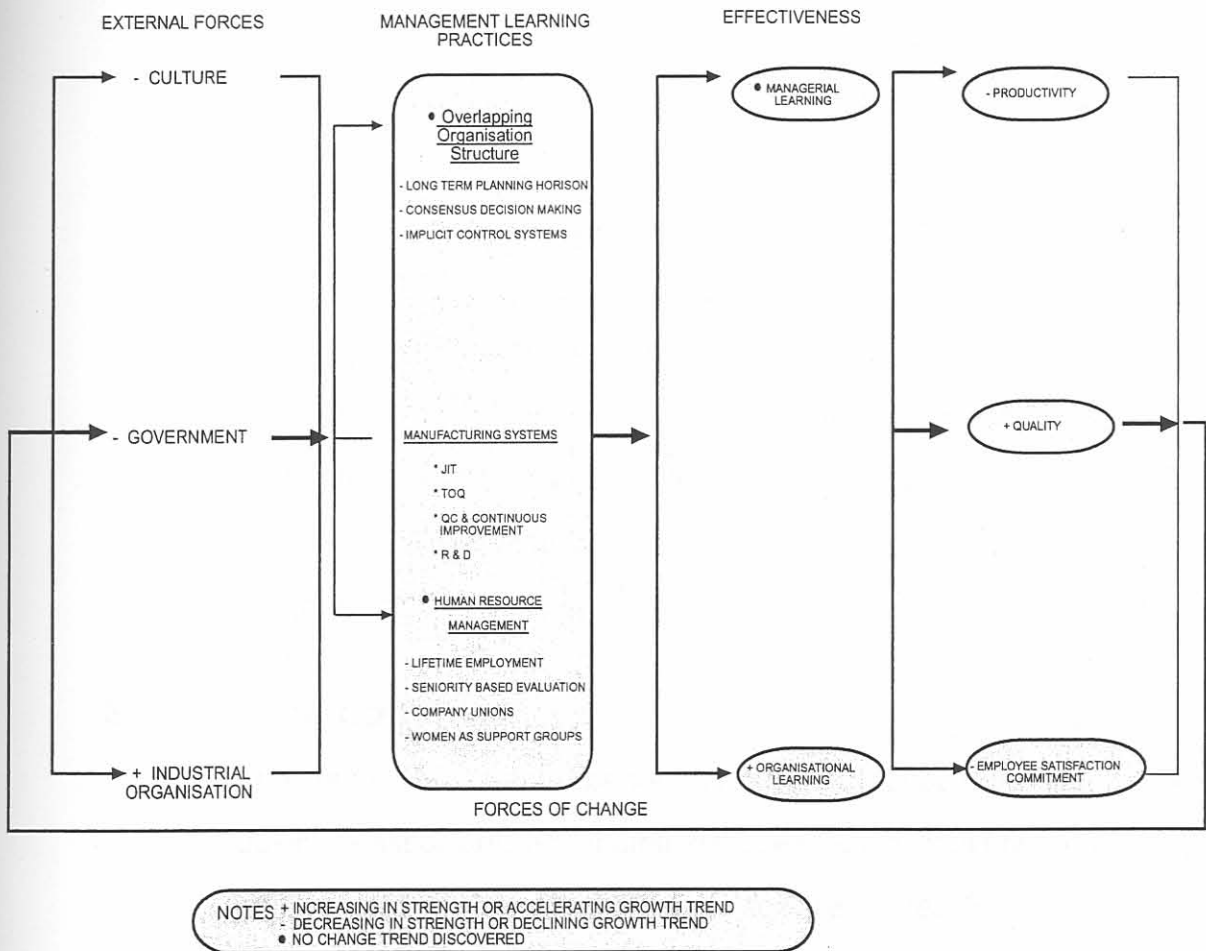 EXTERNAL FORCES
MANAGEMENT LEARNING
PRACTICES
EFFECTIVENESS
- CULTURE
- GOVERNMENT
+ INDUSTRIAL
ORGANISATION
• Overlapping
Organisation
Structure
- LONG TERM PLANNING HORISON
- CONSENSUS DECISION MAKING
- IMPLICIT CONTROL SYSTEMS
MANUFACTURING SYSTEMS
* JIT
* TOQ
* QC & CONTINUOUS
IMPROVEMENT
* R & D
• HUMAN RESOURCE
MANAGEMENT
- LIFETIME EMPLOYMENT
- SENIORITY BASED EVALUATION
- COMPANY UNIONS
- WOMEN AS SUPPORT GROUPS
• MANAGERIAL
LEARNING
+ ORGANISATIONAL
LEARNING
- PRODUCTIVITY
+ QUALITY
- EMPLOYEE SATISFACTION
COMMITMENT
FORCES OF CHANGE
NOTES + INCREASING IN STRENGTH OR ACCELERATING GROWTH TREND
- DECREASING IN STRENGTH OR DECLINING GROWTH TREND
• NO CHANGE TREND DISCOVERED